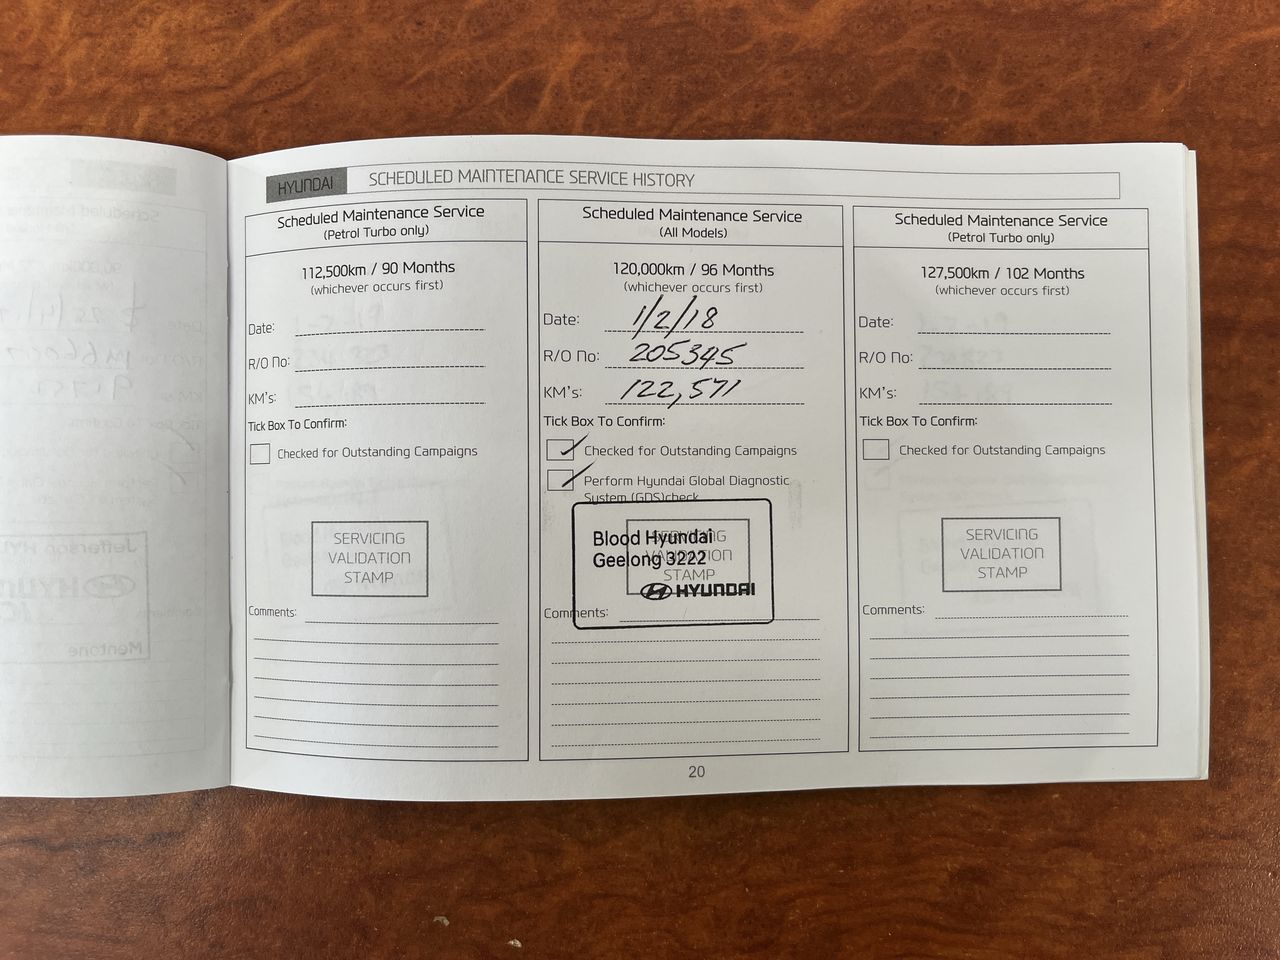 HYUNDAI SCHEDULED MAINTENANCE SERVICE HISTORY
Scheduled Maintenance Service
(Petrol Turbo only)
112,500km / 90 Months
(whichever occurs first)
Date:
R/O No:
KM's:
Tick Box To Confirm:
Checked for Outstanding Campaigns
SERVICING
VALIDATION
STAMP
Comments:
Scheduled Maintenance Service
(All Models)
120,000km / 96 Months
(whichever occurs first)
Date: 1/2/18
R/O No: 205345
KM's: 122,571
Tick Box To Confirm:
Checked for Outstanding Campaigns
Perform Hyundai Global Diagnostic
System (GDS)check
SERVICING
VALIDATION
STAMP
Blood Hyundai
Geelong 3222
HYUNDAI
Comments:
Scheduled Maintenance Service
(Petrol Turbo only)
127,500km / 102 Months
(whichever occurs first)
Date:
R/O No:
KM's:
Tick Box To Confirm:
Checked for Outstanding Campaigns
SERVICING
VALIDATION
STAMP
Comments:
20